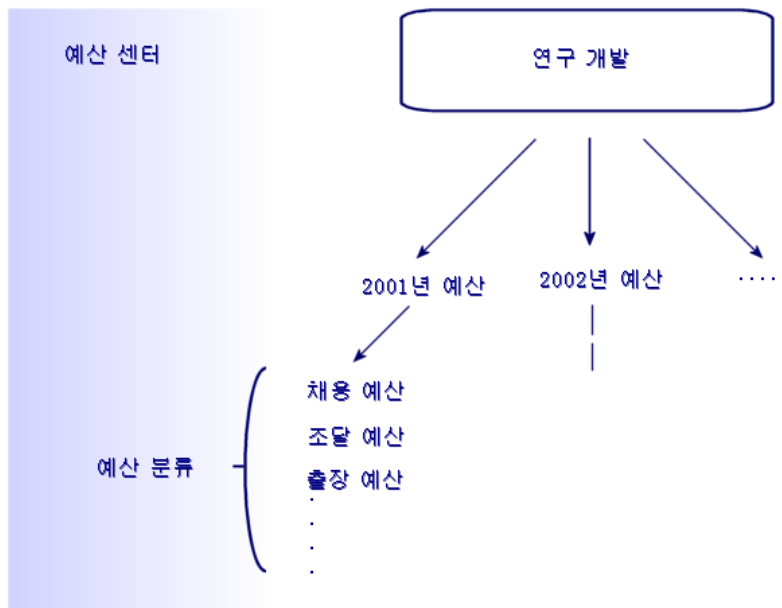 예산 센터
연구 개발
2001년 예산
2002년 예산
....
채용 예산
조달 예산
출장 예산
.
.
.
.
예산 분류